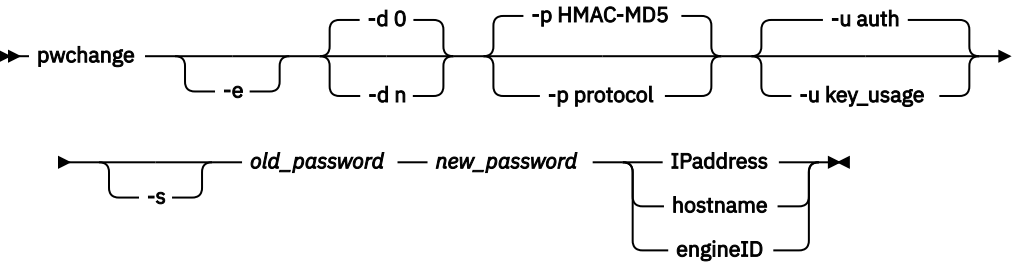 -d 0 -p HMAC-MD5 -u auth
pwchange
-e -d n -p protocol -u key_usage
old_password new_password IPaddress
-s hostname
engineID